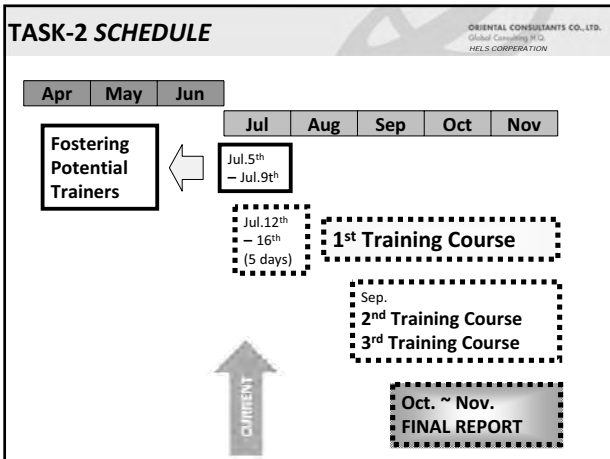 TASK-2 SCHEDULE
ORIENTAL CONSULTANTS CO., LTD.
Global Consulting H.Q.
HELS CORPERATION
Apr May Jun
Jul Aug Sep Oct Nov
Fostering
Potential
Trainers
Jul.5th
– Jul.9th
Jul.12th
– 16th
(5 days)
1st Training Course
Sep.
2nd Training Course
3rd Training Course
CURRENT
Oct. ~ Nov.
FINAL REPORT